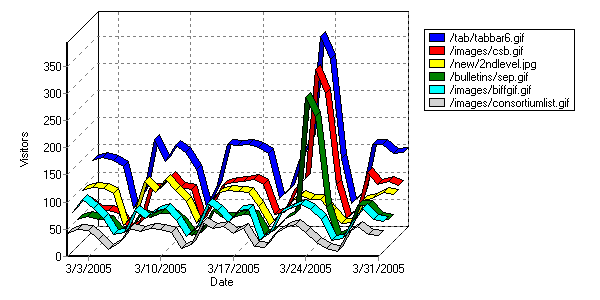 350
300
250
200
150
100
50
0
Visitors
3/3/2005
3/10/2005
3/17/2005
3/24/2005
3/31/2005
Date
/tab/tabbar6.gif
/images/csb.gif
/new/2ndlevel.jpg
/bulletins/sep.gif
/images/biffgif.gif
/images/consortiumlist.gif